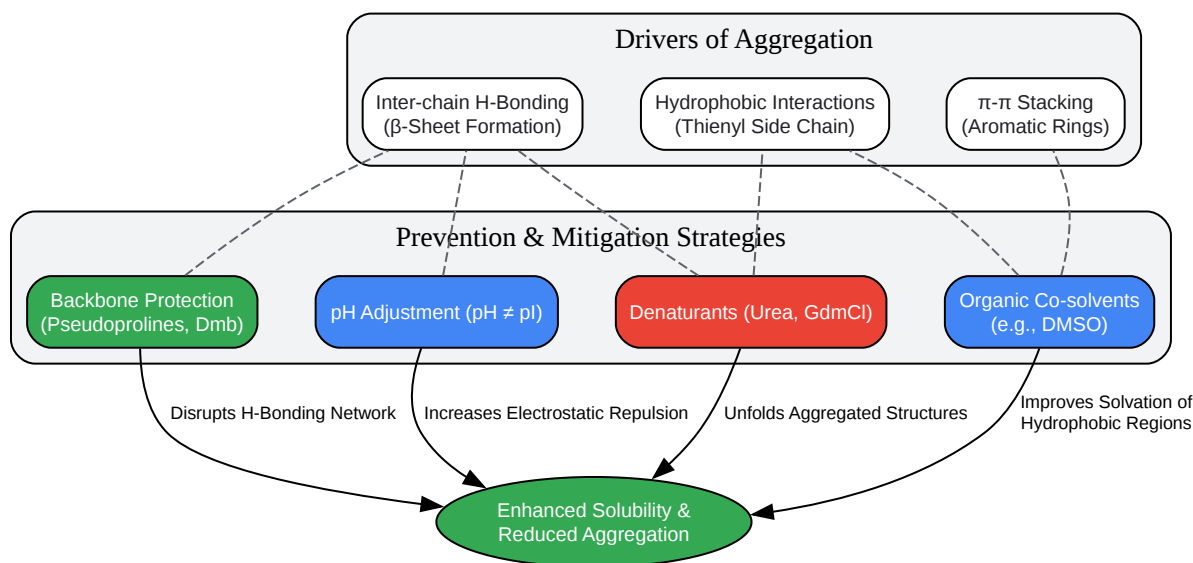 Drivers of Aggregation
Inter-chain H-Bonding
(β-Sheet Formation)
Hydrophobic Interactions
(Thienyl Side Chain)
π-π Stacking
(Aromatic Rings)
Prevention & Mitigation Strategies
Backbone Protection
(Pseudoprolines, Dmb)
pH Adjustment (pH ≠ pI)
Denaturants (Urea, GdmCl)
Organic Co-solvents
(e.g., DMSO)
Disrupts H-Bonding Network
Increases Electrostatic Repulsion
Unfolds Aggregated Structures
Improves Solvation of
Hydrophobic Regions
Enhanced Solubility &
Reduced Aggregation